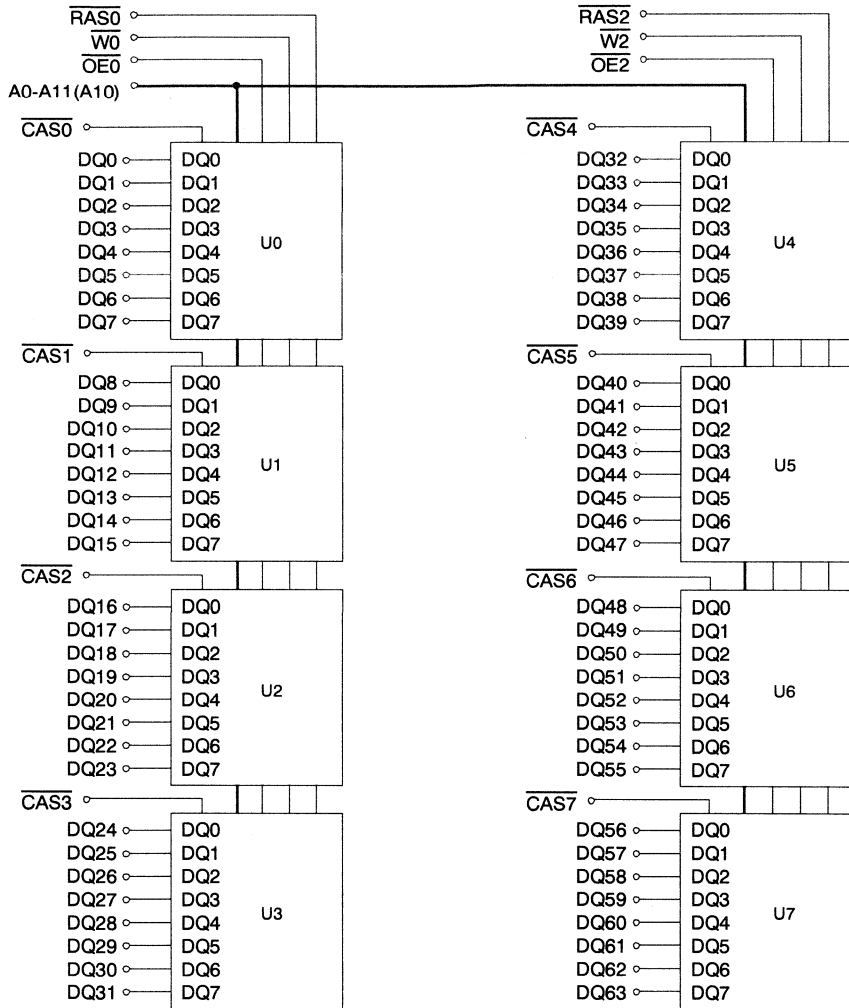 RAS0
W0
OE0
A0-A11(A10)
CAS0
DQ0 DQ0
DQ1 DQ1
DQ2 DQ2
DQ3 DQ3
DQ4 DQ4
DQ5 DQ5
DQ6 DQ6
DQ7 DQ7
U0
CAS1
DQ8 DQ0
DQ9 DQ1
DQ10 DQ2
DQ11 DQ3
DQ12 DQ4
DQ13 DQ5
DQ14 DQ6
DQ15 DQ7
U1
CAS2
DQ16 DQ0
DQ17 DQ1
DQ18 DQ2
DQ19 DQ3
DQ20 DQ4
DQ21 DQ5
DQ22 DQ6
DQ23 DQ7
U2
CAS3
DQ24 DQ0
DQ25 DQ1
DQ26 DQ2
DQ27 DQ3
DQ28 DQ4
DQ29 DQ5
DQ30 DQ6
DQ31 DQ7
U3
RAS2
W2
OE2
CAS4
DQ32 DQ0
DQ33 DQ1
DQ34 DQ2
DQ35 DQ3
DQ36 DQ4
DQ37 DQ5
DQ38 DQ6
DQ39 DQ7
U4
CAS5
DQ40 DQ0
DQ41 DQ1
DQ42 DQ2
DQ43 DQ3
DQ44 DQ4
DQ45 DQ5
DQ46 DQ6
DQ47 DQ7
U5
CAS6
DQ48 DQ0
DQ49 DQ1
DQ50 DQ2
DQ51 DQ3
DQ52 DQ4
DQ53 DQ5
DQ54 DQ6
DQ55 DQ7
U6
CAS7
DQ56 DQ0
DQ57 DQ1
DQ58 DQ2
DQ59 DQ3
DQ60 DQ4
DQ61 DQ5
DQ62 DQ6
DQ63 DQ7
U7